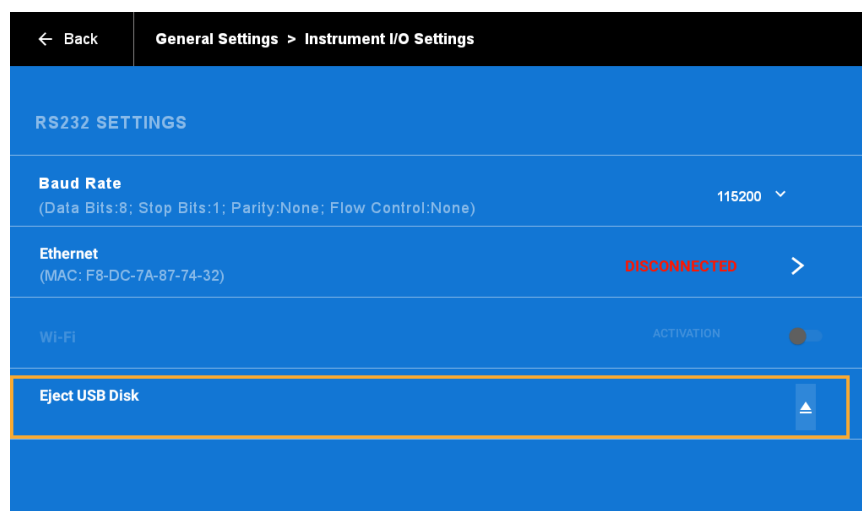 ← Back General Settings > Instrument I/O Settings
RS232 SETTINGS
Baud Rate
(Data Bits:8; Stop Bits:1; Parity:None; Flow Control:None) 115200
Ethernet
(MAC: F8-DC-7A-87-74-32) DISCONNECTED
Wi-Fi ACTIVATION
Eject USB Disk